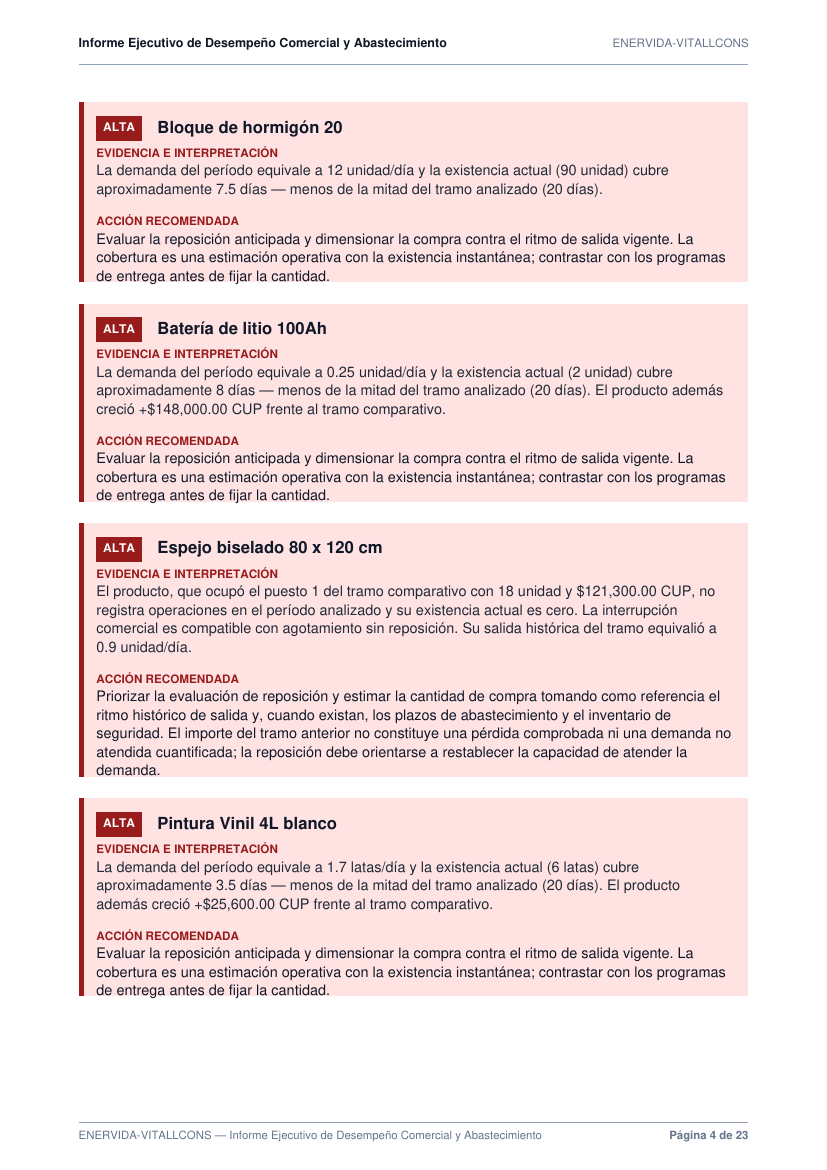 Informe Ejecutivo de Desempeño Comercial y Abastecimiento
ENERVIDA-VITALLCONS
ALTA Bloque de hormigón 20
EVIDENCIA E INTERPRETACIÓN
La demanda del período equivale a 12 unidad/día y la existencia actual (90 unidad) cubre
aproximadamente 7.5 días — menos de la mitad del tramo analizado (20 días).
ACCIÓN RECOMENDADA
Evaluar la reposición anticipada y dimensionar la compra contra el ritmo de salida vigente. La
cobertura es una estimación operativa con la existencia instantánea; contrastar con los programas
de entrega antes de fijar la cantidad.
ALTA Batería de litio 100Ah
EVIDENCIA E INTERPRETACIÓN
La demanda del período equivale a 0.25 unidad/día y la existencia actual (2 unidad) cubre
aproximadamente 8 días — menos de la mitad del tramo analizado (20 días). El producto además
creció +$148,000.00 CUP frente al tramo comparativo.
ACCIÓN RECOMENDADA
Evaluar la reposición anticipada y dimensionar la compra contra el ritmo de salida vigente. La
cobertura es una estimación operativa con la existencia instantánea; contrastar con los programas
de entrega antes de fijar la cantidad.
ALTA Espejo biselado 80 x 120 cm
EVIDENCIA E INTERPRETACIÓN
El producto, que ocupó el puesto 1 del tramo comparativo con 18 unidad y $121,300.00 CUP, no
registra operaciones en el período analizado y su existencia actual es cero. La interrupción
comercial es compatible con agotamiento sin reposición. Su salida histórica del tramo equivalió a
0.9 unidad/día.
ACCIÓN RECOMENDADA
Priorizar la evaluación de reposición y estimar la cantidad de compra tomando como referencia el
ritmo histórico de salida y, cuando existan, los plazos de abastecimiento y el inventario de
seguridad. El importe del tramo anterior no constituye una pérdida comprobada ni una demanda no
atendida cuantificada; la reposición debe orientarse a restablecer la capacidad de atender la
demanda.
ALTA Pintura Vinil 4L blanco
EVIDENCIA E INTERPRETACIÓN
La demanda del período equivale a 1.7 latas/día y la existencia actual (6 latas) cubre
aproximadamente 3.5 días — menos de la mitad del tramo analizado (20 días). El producto
además creció +$25,600.00 CUP frente al tramo comparativo.
ACCIÓN RECOMENDADA
Evaluar la reposición anticipada y dimensionar la compra contra el ritmo de salida vigente. La
cobertura es una estimación operativa con la existencia instantánea; contrastar con los programas
de entrega antes de fijar la cantidad.
ENERVIDA-VITALLCONS — Informe Ejecutivo de Desempeño Comercial y Abastecimiento
Página 4 de 23